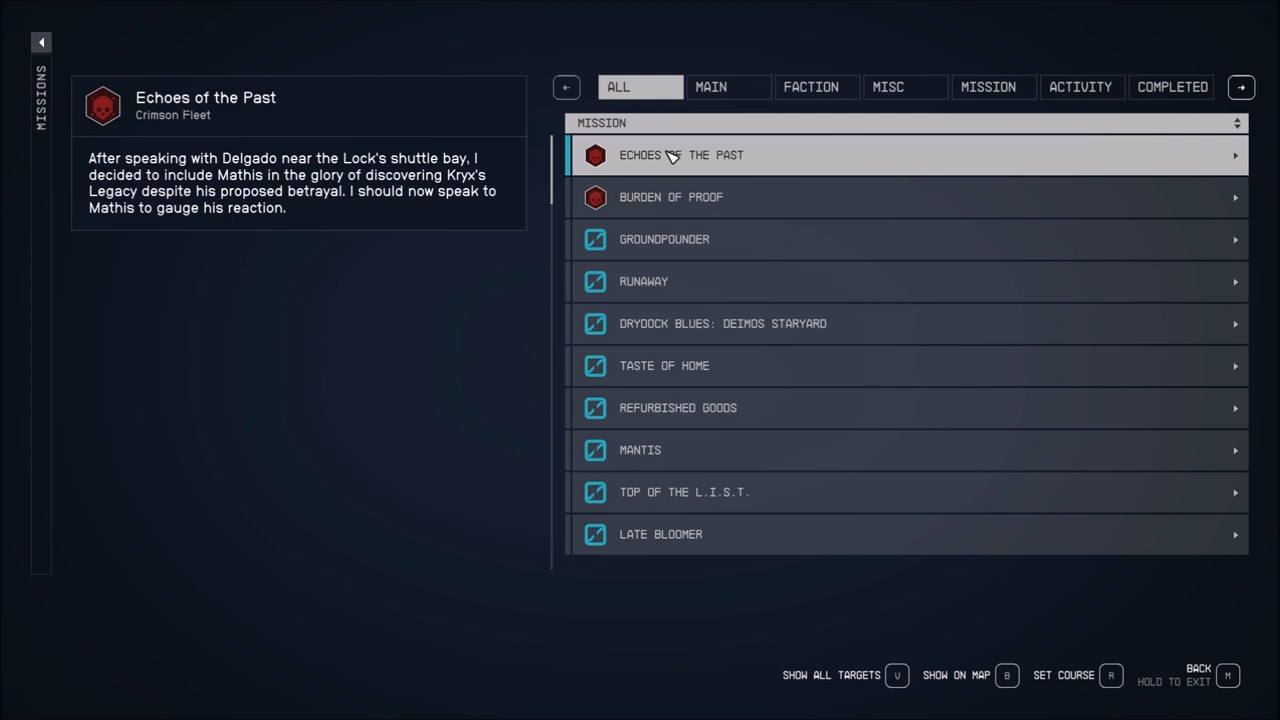 MISSIONS
Echoes of the Past
Crimson Fleet
After speaking with Delgado near the Lock's shuttle bay, I
decided to include Mathis in the glory of discovering Kryx's
Legacy despite his proposed betrayal. I should now speak to
Mathis to gauge his reaction.
ALL MAIN FACTION MISC MISSION ACTIVITY COMPLETED
MISSION
ECHOES OF THE PAST
BURDEN OF PROOF
GROUNDPOUNDER
RUNAWAY
DRYDOCK BLUES: DEIMOS STARYARD
TASTE OF HOME
REFURBISHED GOODS
MANTIS
TOP OF THE L.I.S.T.
LATE BLOOMER
SHOW ALL TARGETS V SHOW ON MAP B SET COURSE R BACK M
HOLD TO EXIT